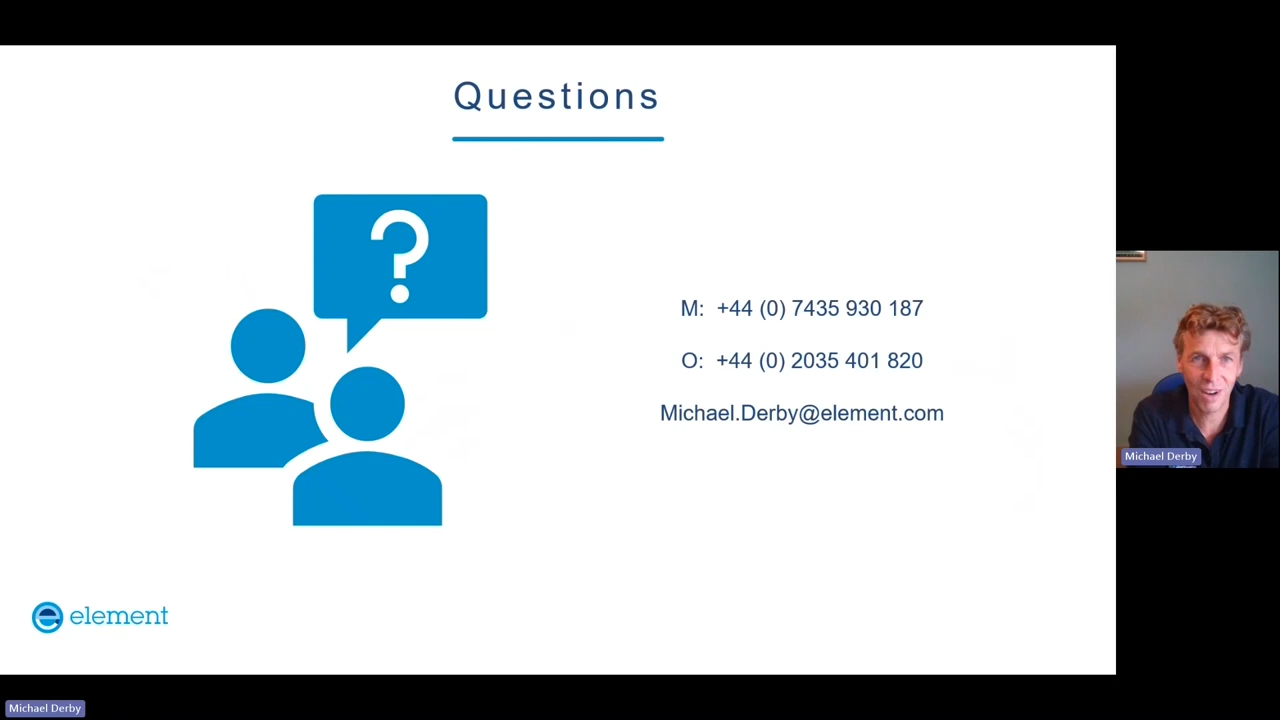 Questions
?
M: +44 (0) 7435 930 187
O: +44 (0) 2035 401 820
Michael.Derby@element.com
e element
Michael Derby
Michael Derby